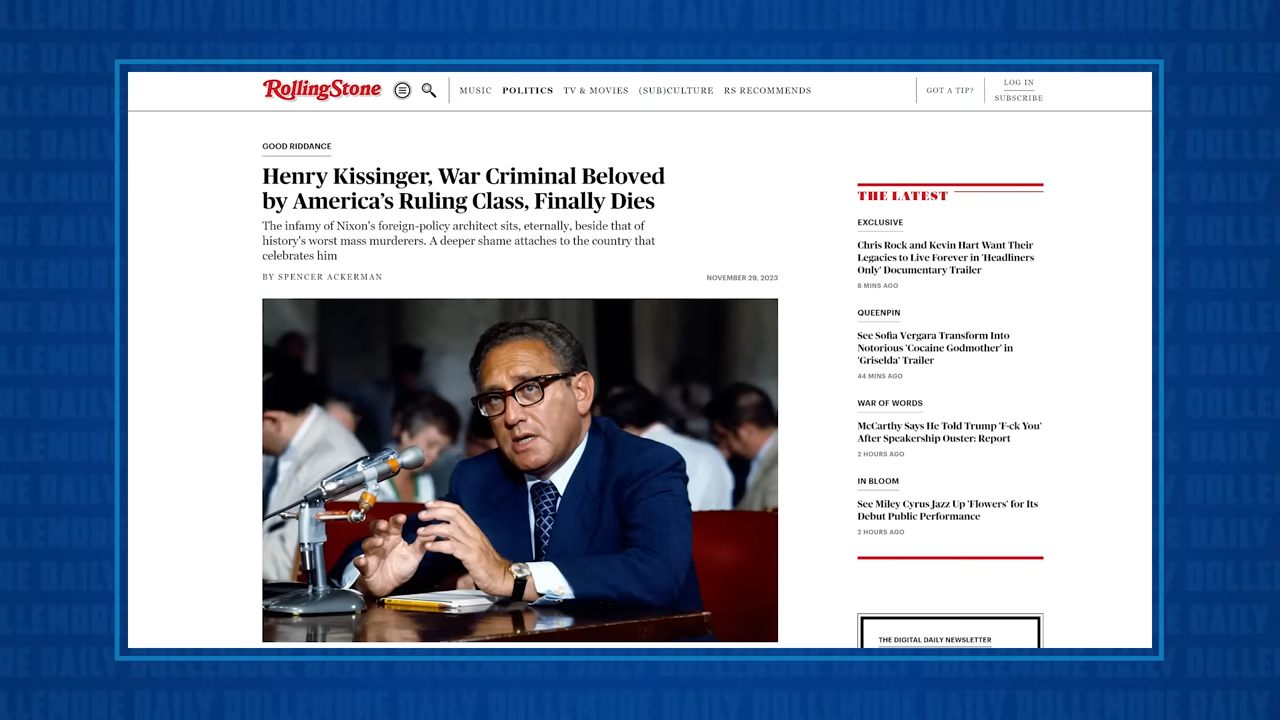 RollingStone
MUSIC POLITICS TV & MOVIES (SUB)CULTURE RS RECOMMENDS
GOT A TIP?
LOG IN
SUBSCRIBE
GOOD RIDDANCE
Henry Kissinger, War Criminal Beloved
by America's Ruling Class, Finally Dies
The infamy of Nixon's foreign-policy architect sits, eternally, beside that of
history's worst mass murderers. A deeper shame attaches to the country that
celebrates him
BY SPENCER ACKERMAN
NOVEMBER 29, 2023
THE LATEST
EXCLUSIVE
Chris Rock and Kevin Hart Want Their
Legacies to Live Forever in 'Headliners
Only' Documentary Trailer
8 MINS AGO
QUEENPIN
See Sofia Vergara Transform Into
Notorious 'Cocaine Godmother' in
'Griselda' Trailer
44 MINS AGO
WAR OF WORDS
McCarthy Says He Told Trump 'F-ck You'
After Speakership Ouster: Report
2 HOURS AGO
IN BLOOM
See Miley Cyrus Jazz Up 'Flowers' for Its
Debut Public Performance
2 HOURS AGO
THE DIGITAL DAILY NEWSLETTER
DOLLEMORE DAILY